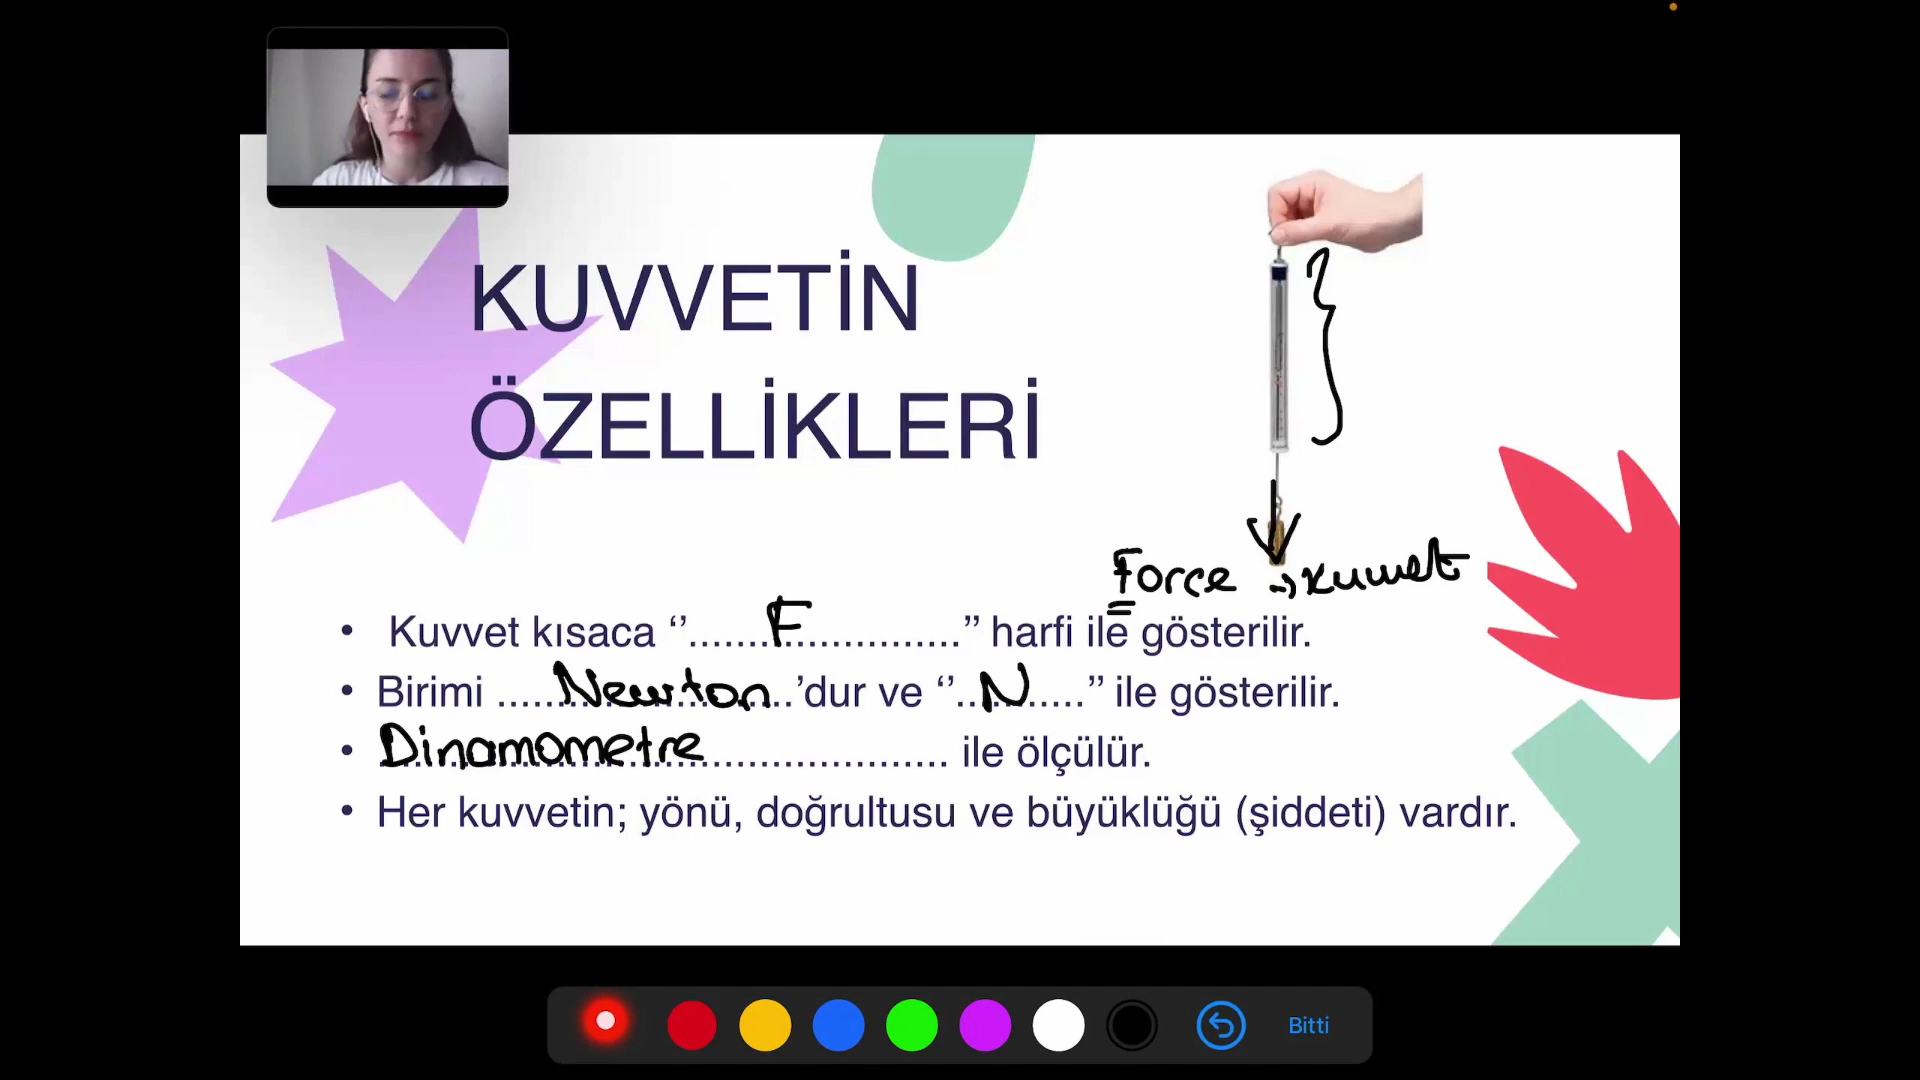 KUVVETİN
ÖZELLİKLERİ
Force → kuvvet
• Kuvvet kısaca ‘’.......F......................’’ harfi ile gösterilir.
• Birimi .....Newton..’dur ve ‘’..N.....’’ ile gösterilir.
• Dinamometre..................... ile ölçülür.
• Her kuvvetin; yönü, doğrultusu ve büyüklüğü (şiddeti) vardır.
Bitti